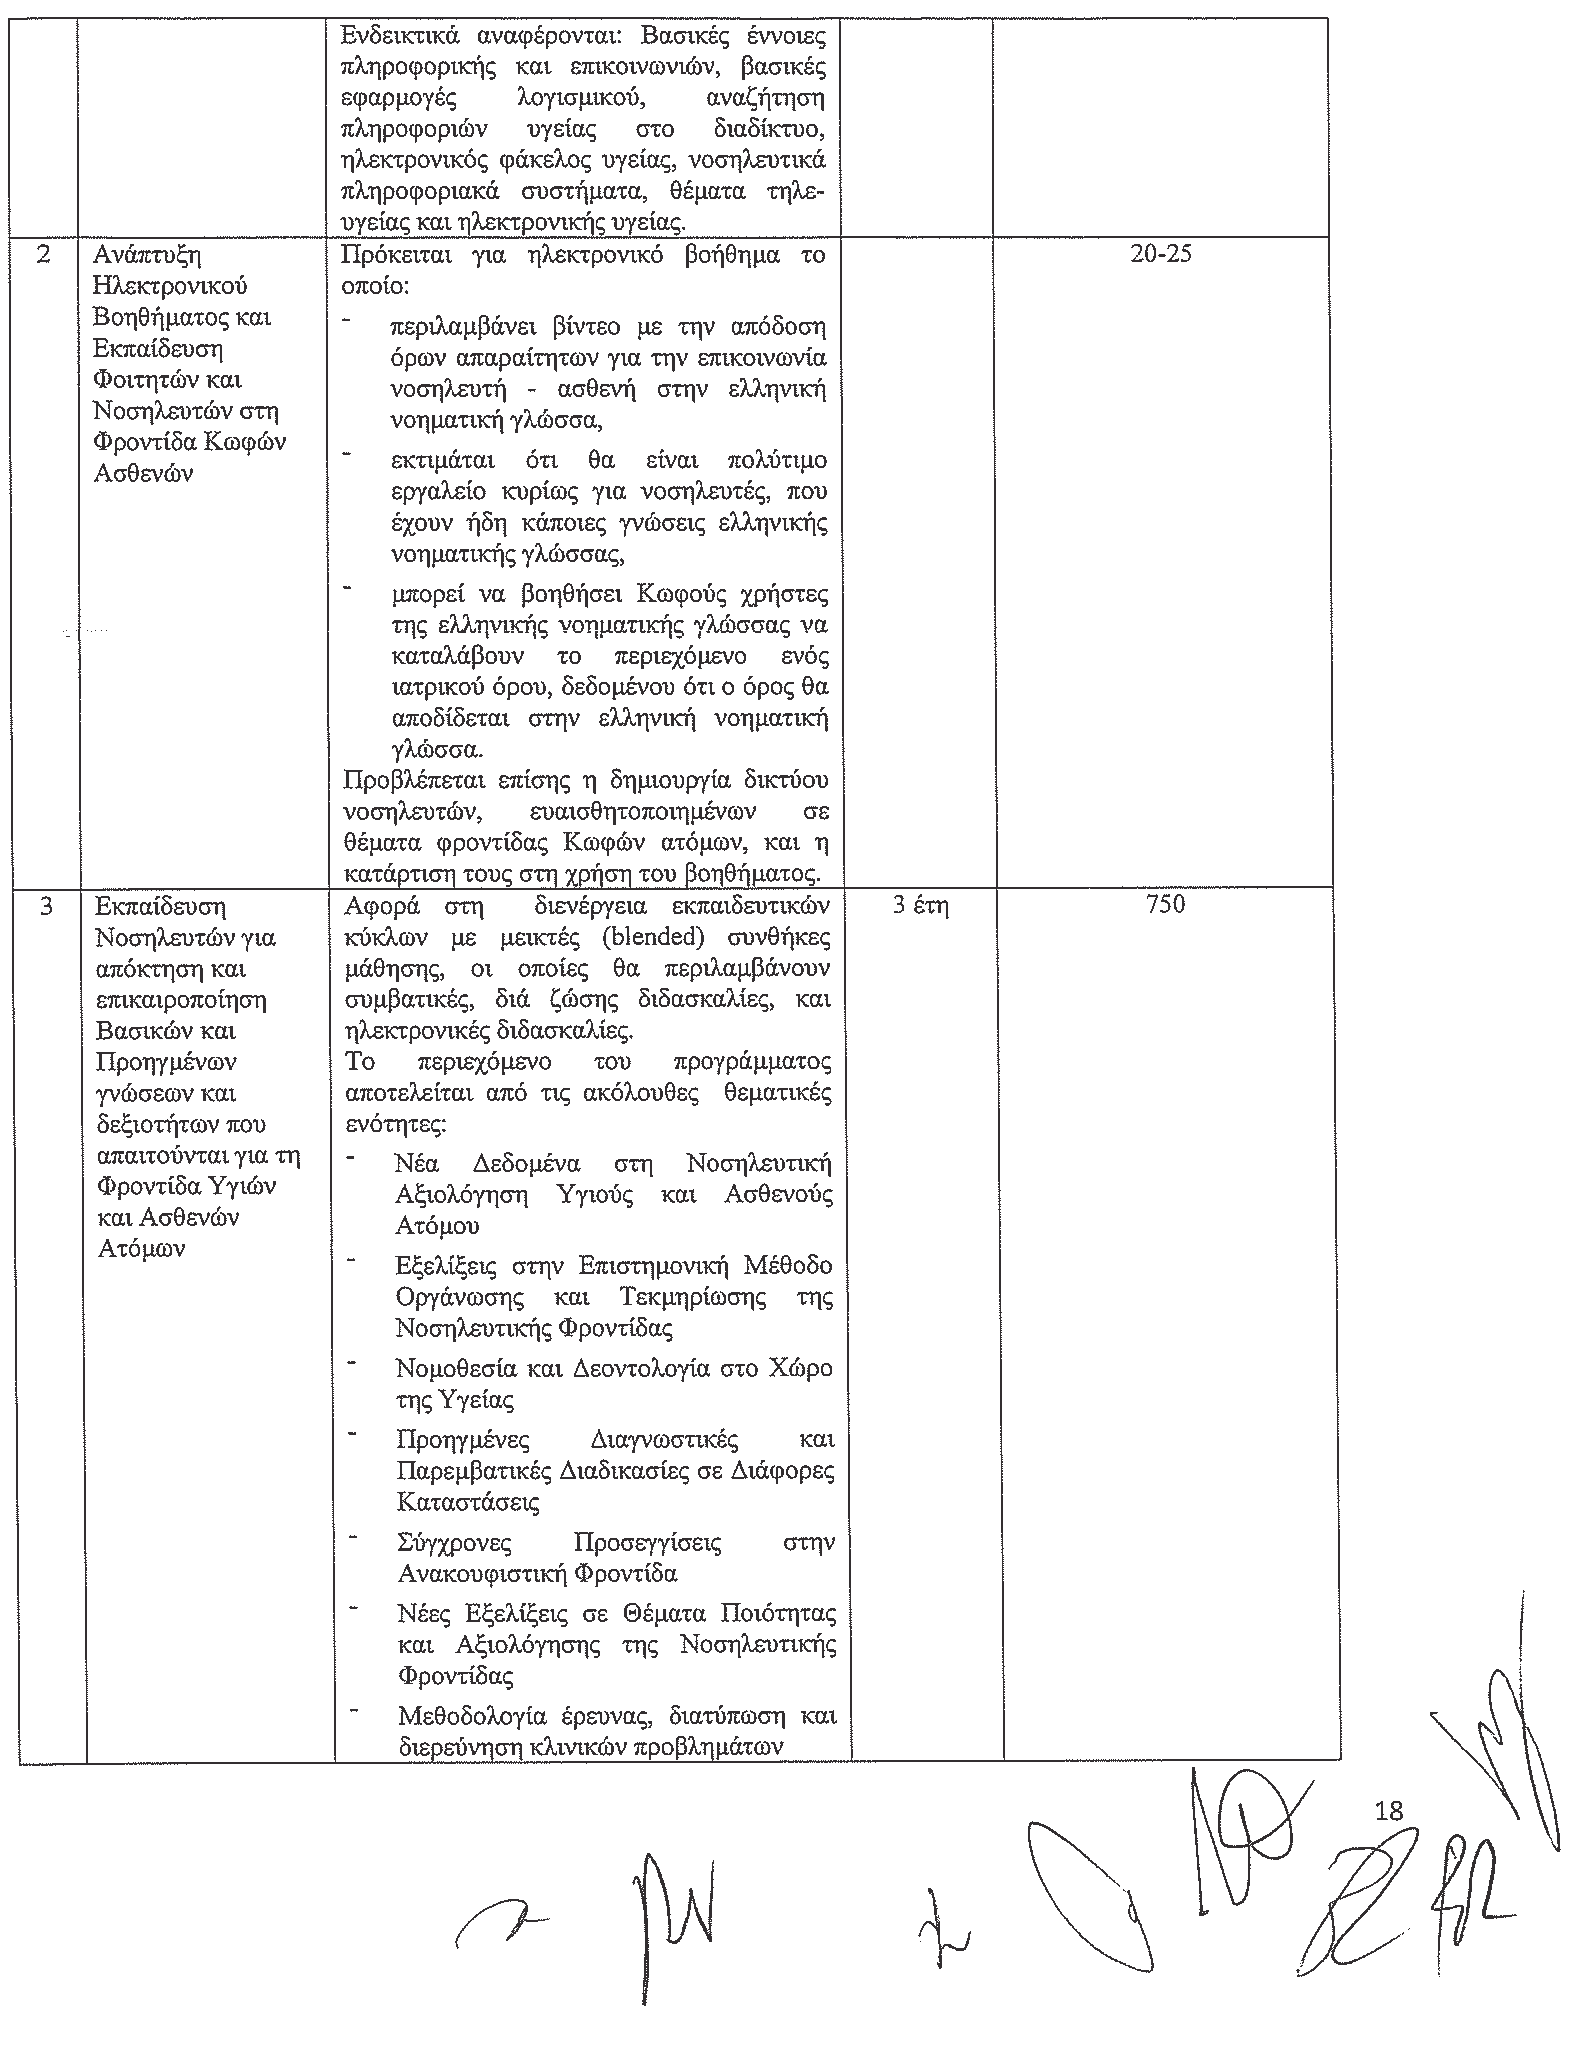 Ενδεικτικά αναφέρονται: Βασικές έννοιες
πληροφορικής και επικοινωνιών, βασικές
εφαρμογές λογισμικού, αναζήτηση
πληροφοριών υγείας στο διαδίκτυο,
ηλεκτρονικός φάκελος υγείας, νοσηλευτικά
πληροφοριακά συστήματα, θέματα τηλε-
υγείας και ηλεκτρονικής υγείας.
2
Ανάπτυξη
Ηλεκτρονικού
Βοηθήματος και
Εκπαίδευση
Φοιτητών και
Νοσηλευτών στη
Φροντίδα Κωφών
Ασθενών
Πρόκειται για ηλεκτρονικό βοήθημα το
οποίο:
- περιλαμβάνει βίντεο με την απόδοση
όρων απαραίτητων για την επικοινωνία
νοσηλευτή - ασθενή στην ελληνική
νοηματική γλώσσα,
- εκτιμάται ότι θα είναι πολύτιμο
εργαλείο κυρίως για νοσηλευτές, που
έχουν ήδη κάποιες γνώσεις ελληνικής
νοηματικής γλώσσας,
- μπορεί να βοηθήσει Κωφούς χρήστες
της ελληνικής νοηματικής γλώσσας να
καταλάβουν το περιεχόμενο ενός
ιατρικού όρου, δεδομένου ότι ο όρος θα
αποδίδεται στην ελληνική νοηματική
γλώσσα.
Προβλέπεται επίσης η δημιουργία δικτύου
νοσηλευτών, ευαισθητοποιημένων σε
θέματα φροντίδας Κωφών ατόμων, και η
κατάρτιση τους στη χρήση του βοηθήματος.
20-25
3
Εκπαίδευση
Νοσηλευτών για
απόκτηση και
επικαιροποίηση
Βασικών και
Προηγμένων
γνώσεων και
δεξιοτήτων που
απαιτούνται για τη
Φροντίδα Υγιών
και Ασθενών
Ατόμων
Αφορά στη διενέργεια εκπαιδευτικών
κύκλων με μεικτές (blended) συνθήκες
μάθησης, οι οποίες θα περιλαμβάνουν
συμβατικές, διά ζώσης διδασκαλίες, και
ηλεκτρονικές διδασκαλίες.
Το περιεχόμενο του προγράμματος
αποτελείται από τις ακόλουθες θεματικές
ενότητες:
- Νέα Δεδομένα στη Νοσηλευτική
Αξιολόγηση Υγιούς και Ασθενούς
Ατόμου
- Εξελίξεις στην Επιστημονική Μέθοδο
Οργάνωσης και Τεκμηρίωσης της
Νοσηλευτικής Φροντίδας
- Νομοθεσία και Δεοντολογία στο Χώρο
της Υγείας
- Προηγμένες Διαγνωστικές και
Παρεμβατικές Διαδικασίες σε Διάφορες
Καταστάσεις
- Σύγχρονες Προσεγγίσεις στην
Ανακουφιστική Φροντίδα
- Νέες Εξελίξεις σε Θέματα Ποιότητας
και Αξιολόγησης της Νοσηλευτικής
Φροντίδας
- Μεθοδολογία έρευνας, διατύπωση και
διερεύνηση κλινικών προβλημάτων
3 έτη
750
18